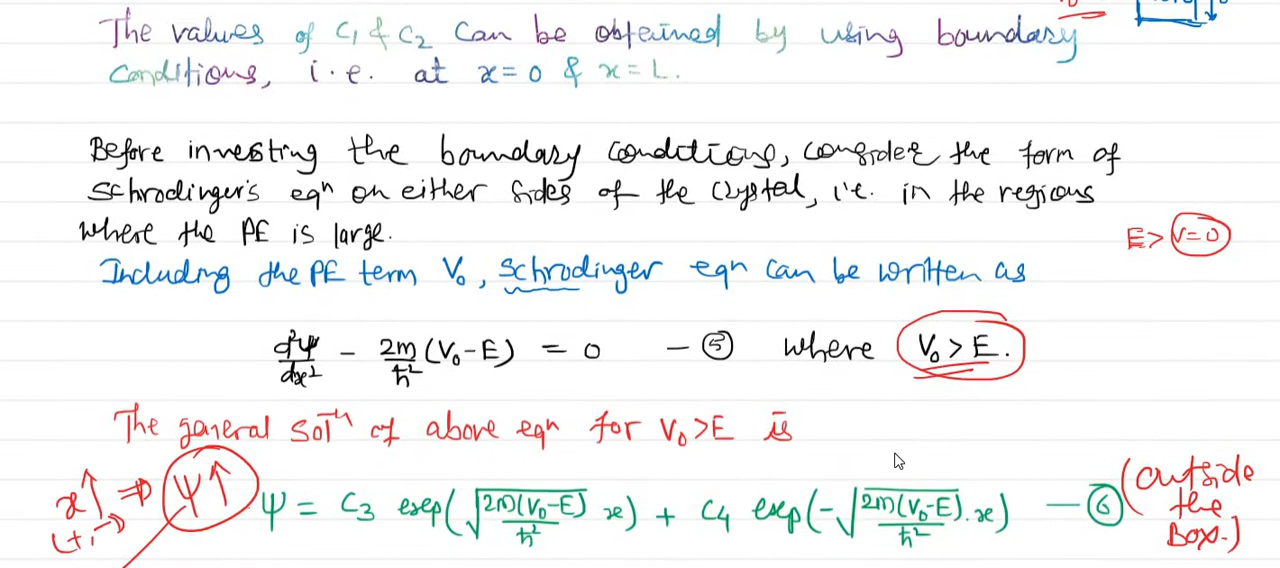 The values of C₁ & C₂ can be obtained by using boundary
conditions, i.e. at x=0 & x=L.
Before investing the boundary conditions, consider the form of
Schrodinger's eqⁿ on either sides of the crystal, i.e. in the regions
where the PE is large.
E > V=0
Including the PE term V₀, Schrodinger eqn can be written as
d²ψ/dx² - 2m/ħ² (V₀-E) = 0 - ⑤ where V₀ > E.
The general solⁿ of above eqn for V₀>E is
x↑ ⇒ ψ↑ ψ = C₃ exp(√(2m(V₀-E)/ħ²) x) + C₄ exp(-√(2m(V₀-E)/ħ²).x) - ⑥ (outside the Box.)